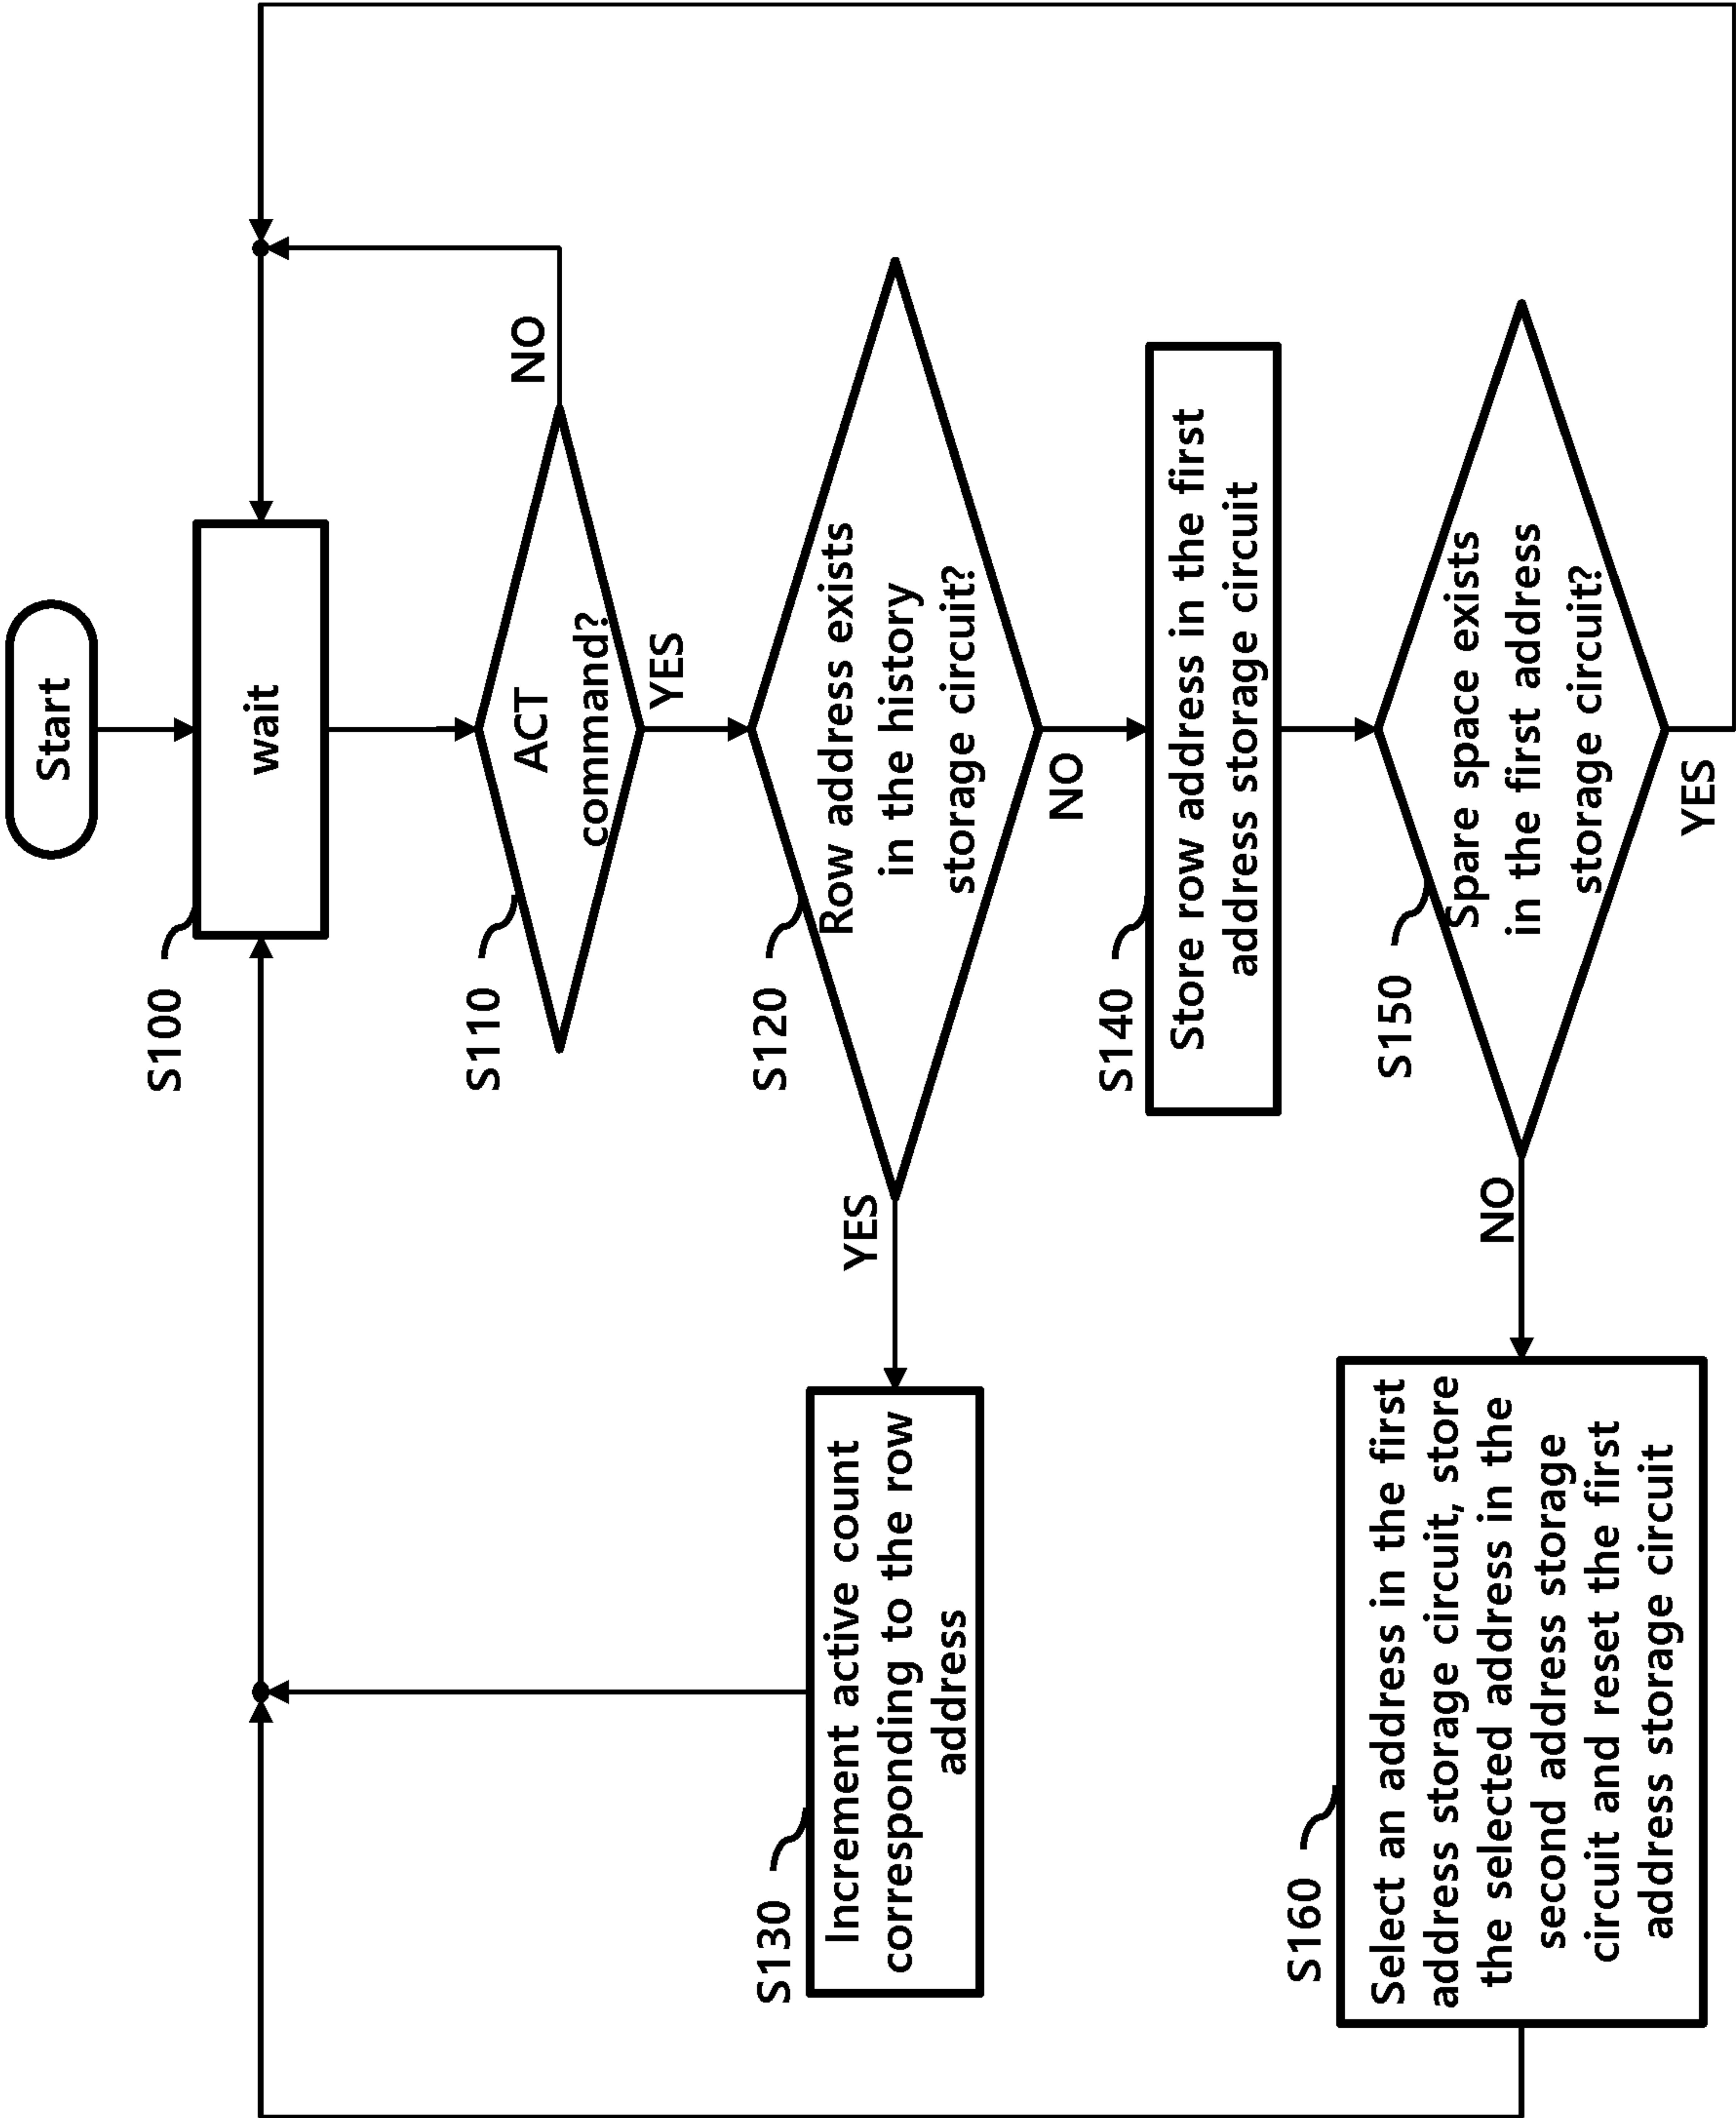 Start
S100
wait
S110
ACT
command?
NO
YES
S120
Row address exists
in the history
storage circuit?
YES
NO
S130
Increment active count
corresponding to the row
address
S140
Store row address in the first
address storage circuit
S150
Spare space exists
in the first address
storage circuit?
NO
YES
S160
Select an address in the first
address storage circuit, store
the selected address in the
second address storage
circuit and reset the first
address storage circuit